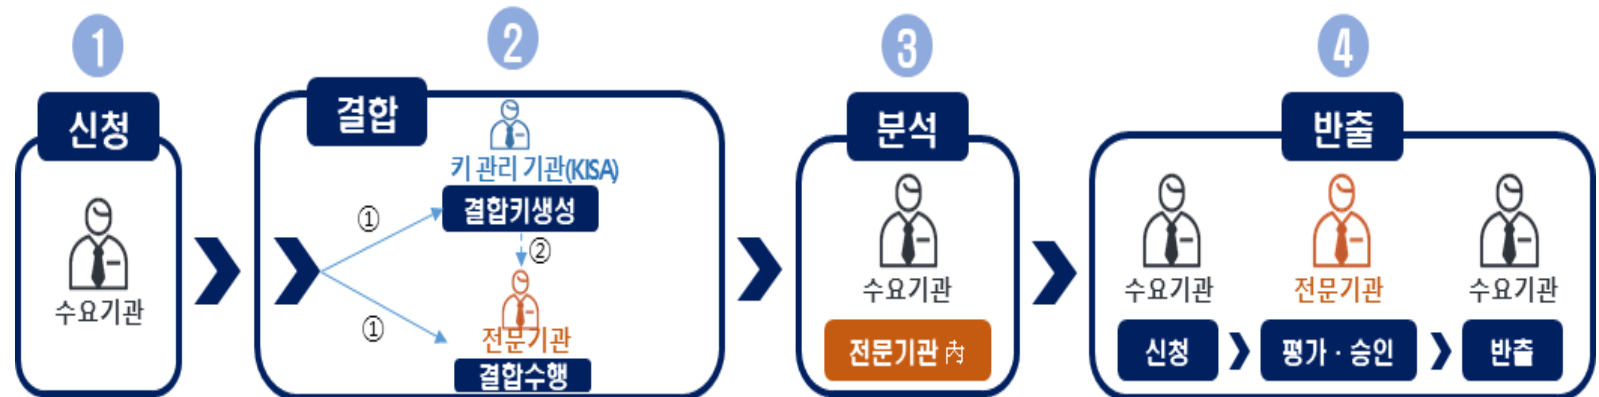 1
신청
수요기관
2
결합
키 관리 기관(KISA)
결합키생성
①
②
①
전문기관
결합수행
3
분석
수요기관
전문기관 內
4
반출
수요기관
전문기관
수요기관
신청
평가 · 승인
반출